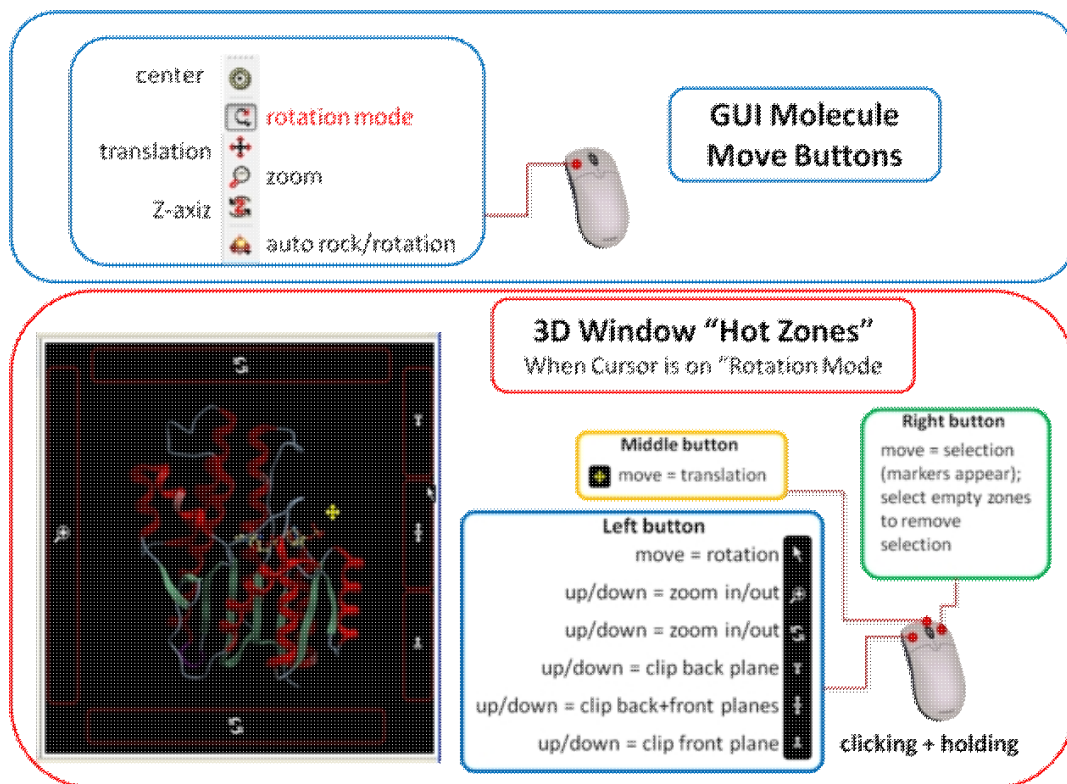 center
rotation mode
translation
zoom
Z-axiz
auto rock/rotation
GUI Molecule
Move Buttons
3D Window “Hot Zones”
When Cursor is on “Rotation Mode
Middle button
move = translation
Right button
move = selection
(markers appear);
select empty zones
to remove
selection
Left button
move = rotation
up/down = zoom in/out
up/down = zoom in/out
up/down = clip back plane
up/down = clip back+front planes
up/down = clip front plane
clicking + holding